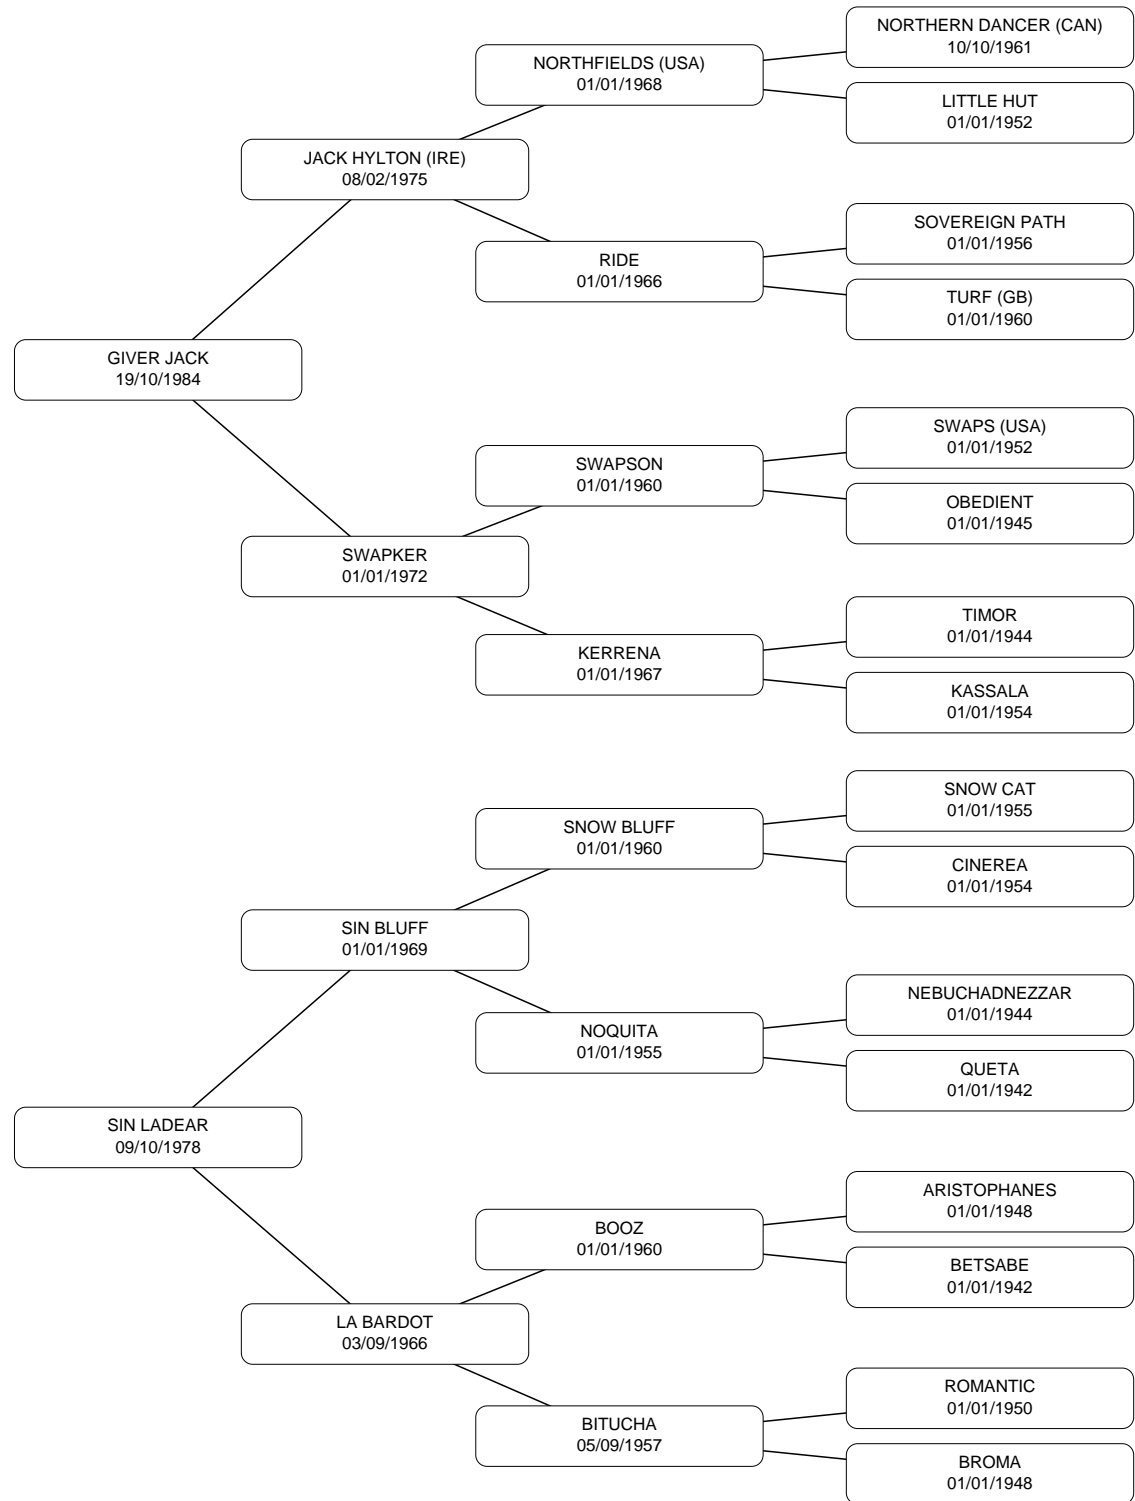 NORTHERN DANCER (CAN)
10/10/1961
NORTHFIELDS (USA)
01/01/1968
LITTLE HUT
01/01/1952
JACK HYLTON (IRE)
08/02/1975
SOVEREIGN PATH
01/01/1956
RIDE
01/01/1966
TURF (GB)
01/01/1960
GIVER JACK
19/10/1984
SWAPS (USA)
01/01/1952
SWAPSON
01/01/1960
OBEDIENT
01/01/1945
SWAPKER
01/01/1972
TIMOR
01/01/1944
KERRENA
01/01/1967
KASSALA
01/01/1954
SNOW CAT
01/01/1955
SNOW BLUFF
01/01/1960
CINEREA
01/01/1954
SIN BLUFF
01/01/1969
NEBUCHADNEZZAR
01/01/1944
NOQUITA
01/01/1955
QUETA
01/01/1942
SIN LADEAR
09/10/1978
ARISTOPHANES
01/01/1948
BOOZ
01/01/1960
BETSABE
01/01/1942
LA BARDOT
03/09/1966
ROMANTIC
01/01/1950
BITUCHA
05/09/1957
BROMA
01/01/1948